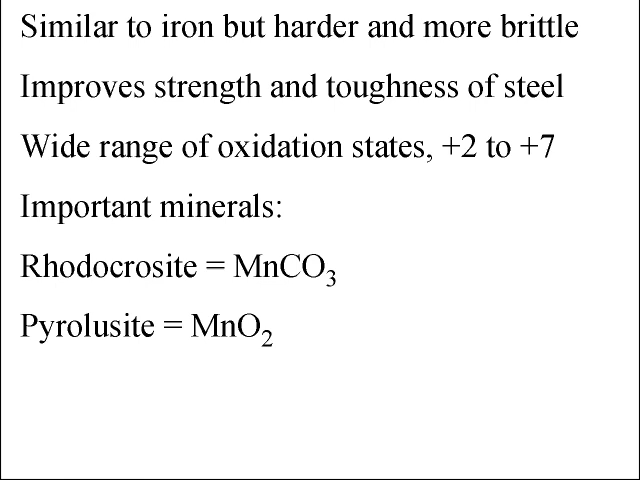 Similar to iron but harder and more brittle
Improves strength and toughness of steel
Wide range of oxidation states, +2 to +7
Important minerals:
Rhodocrosite = MnCO₃
Pyrolusite = MnO₂